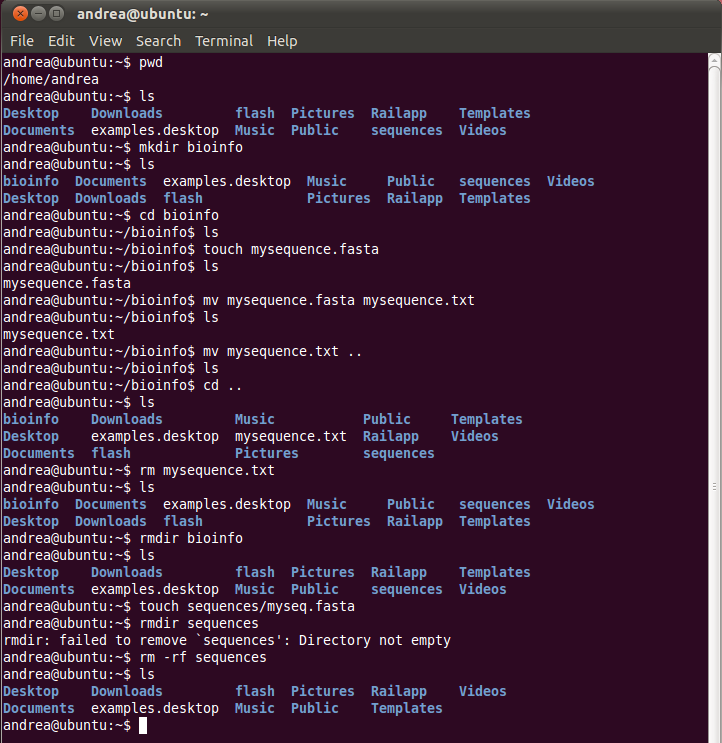 andrea@ubuntu: ~
File Edit View Search Terminal Help
andrea@ubuntu:~$ pwd
/home/andrea
andrea@ubuntu:~$ ls
Desktop    Downloads         flash  Pictures  Railapp    Templates
Documents  examples.desktop  Music  Public    sequences  Videos
andrea@ubuntu:~$ mkdir bioinfo
andrea@ubuntu:~$ ls
bioinfo  Documents  examples.desktop  Music     Public   sequences  Videos
Desktop  Downloads  flash             Pictures  Railapp  Templates
andrea@ubuntu:~$ cd bioinfo
andrea@ubuntu:~/bioinfo$ ls
andrea@ubuntu:~/bioinfo$ touch mysequence.fasta
andrea@ubuntu:~/bioinfo$ ls
mysequence.fasta
andrea@ubuntu:~/bioinfo$ mv mysequence.fasta mysequence.txt
andrea@ubuntu:~/bioinfo$ ls
mysequence.txt
andrea@ubuntu:~/bioinfo$ mv mysequence.txt ..
andrea@ubuntu:~/bioinfo$ ls
andrea@ubuntu:~/bioinfo$ cd ..
andrea@ubuntu:~$ ls
bioinfo    Downloads         Music           Public     Templates
Desktop    examples.desktop  mysequence.txt  Railapp    Videos
Documents  flash             Pictures        sequences
andrea@ubuntu:~$ rm mysequence.txt
andrea@ubuntu:~$ ls
bioinfo  Documents  examples.desktop  Music     Public   sequences  Videos
Desktop  Downloads  flash             Pictures  Railapp  Templates
andrea@ubuntu:~$ rmdir bioinfo
andrea@ubuntu:~$ ls
Desktop    Downloads         flash  Pictures  Railapp    Templates
Documents  examples.desktop  Music  Public    sequences  Videos
andrea@ubuntu:~$ touch sequences/myseq.fasta
andrea@ubuntu:~$ rmdir sequences
rmdir: failed to remove `sequences': Directory not empty
andrea@ubuntu:~$ rm -rf sequences
andrea@ubuntu:~$ ls
Desktop    Downloads         flash  Pictures  Railapp    Videos
Documents  examples.desktop  Music  Public    Templates
andrea@ubuntu:~$